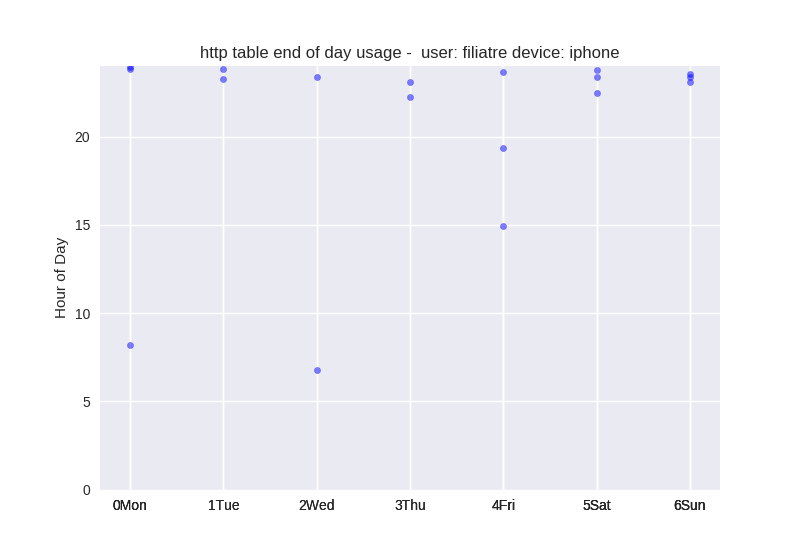 http table end of day usage -  user: filiatre device: iphone
Hour of Day
20
15
10
5
0
0Mon 1Tue 2Wed 3Thu 4Fri 5Sat 6Sun